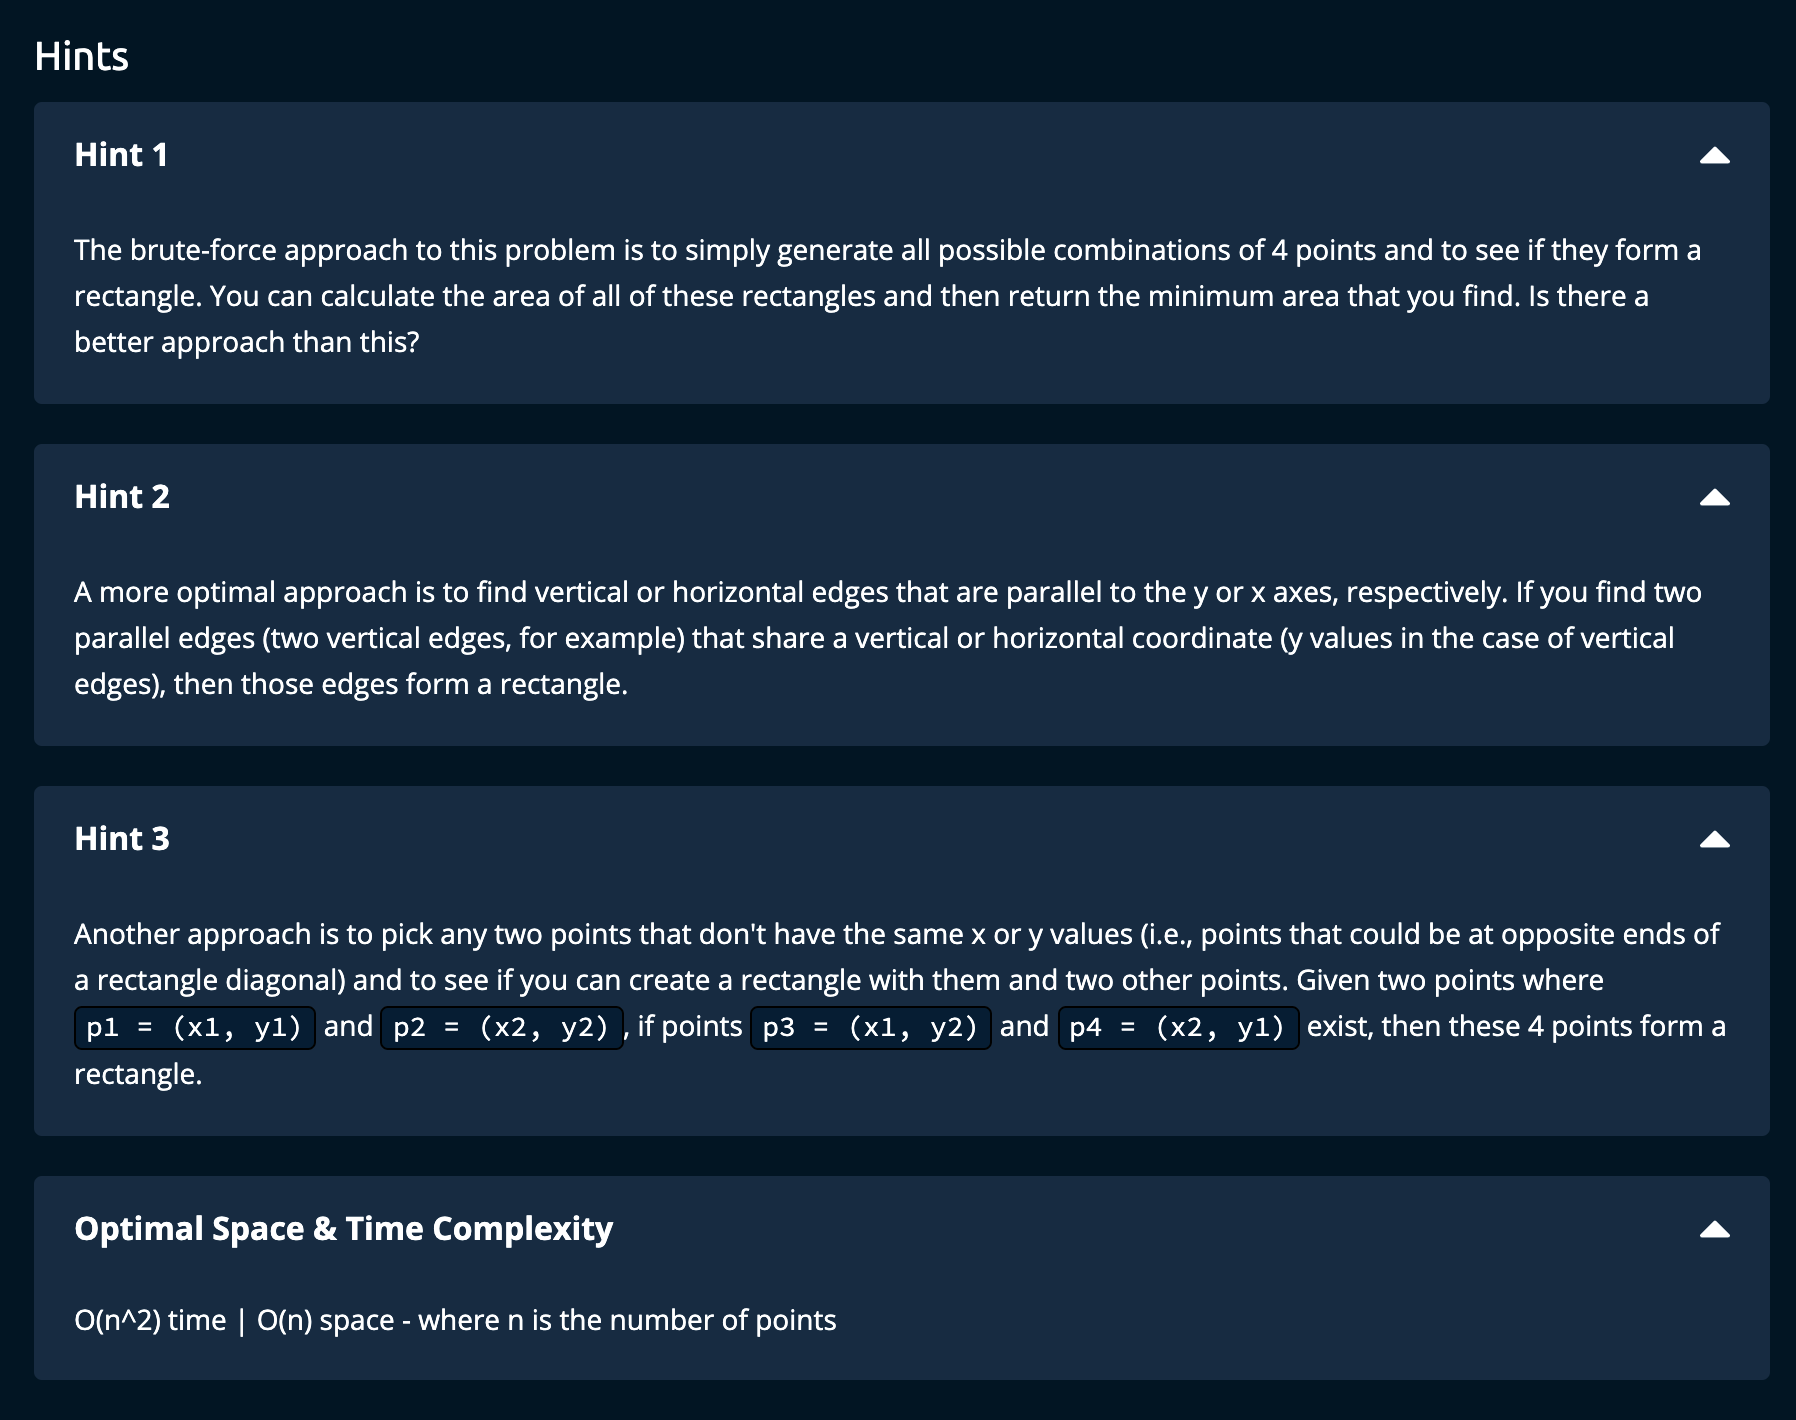 Hints
Hint 1
The brute-force approach to this problem is to simply generate all possible combinations of 4 points and to see if they form a
rectangle. You can calculate the area of all of these rectangles and then return the minimum area that you find. Is there a
better approach than this?
Hint 2
A more optimal approach is to find vertical or horizontal edges that are parallel to the y or x axes, respectively. If you find two
parallel edges (two vertical edges, for example) that share a vertical or horizontal coordinate (y values in the case of vertical
edges), then those edges form a rectangle.
Hint 3
Another approach is to pick any two points that don't have the same x or y values (i.e., points that could be at opposite ends of
a rectangle diagonal) and to see if you can create a rectangle with them and two other points. Given two points where
p1 = (x1, y1) and p2 = (x2, y2), if points p3 = (x1, y2) and p4 = (x2, y1) exist, then these 4 points form a
rectangle.
Optimal Space & Time Complexity
O(n^2) time | O(n) space - where n is the number of points